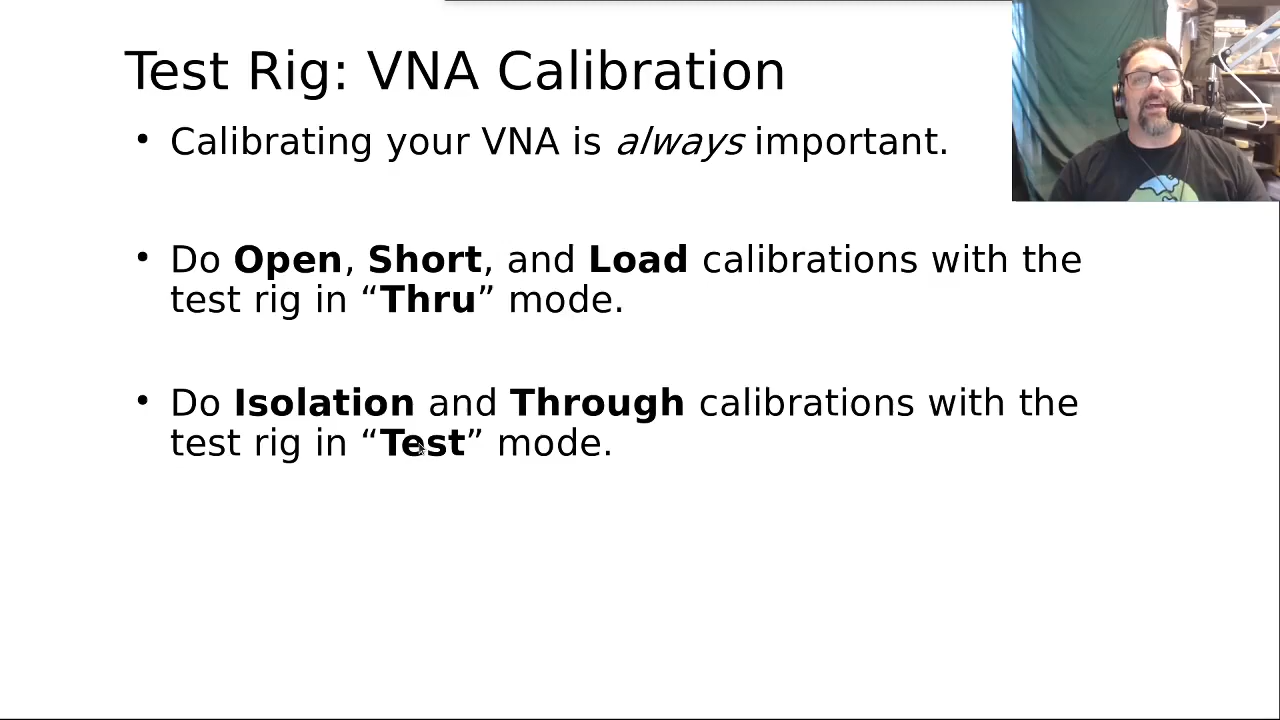 Test Rig: VNA Calibration
• Calibrating your VNA is always important.
• Do Open, Short, and Load calibrations with the
test rig in “Thru” mode.
• Do Isolation and Through calibrations with the
test rig in “Test” mode.